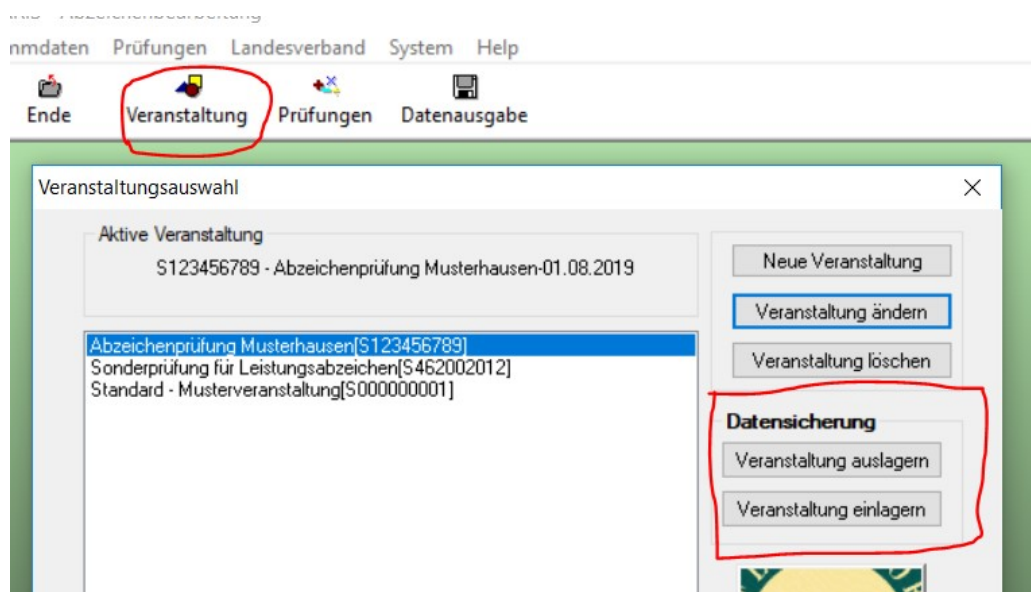 Abzeichenbearbeitung
Prüfungen Landesverband System Help
Ende Veranstaltung Prüfungen Datenausgabe
Veranstaltungsauswahl
Aktive Veranstaltung
S123456789 - Abzeichenprüfung Musterhausen-01.08.2019
Neue Veranstaltung
Veranstaltung ändern
Veranstaltung löschen
Abzeichenprüfung Musterhausen[S123456789]
Sonderprüfung für Leistungsabzeichen[S462002012]
Standard - Musterveranstaltung[S000000001]
Datensicherung
Veranstaltung auslagern
Veranstaltung einlagern